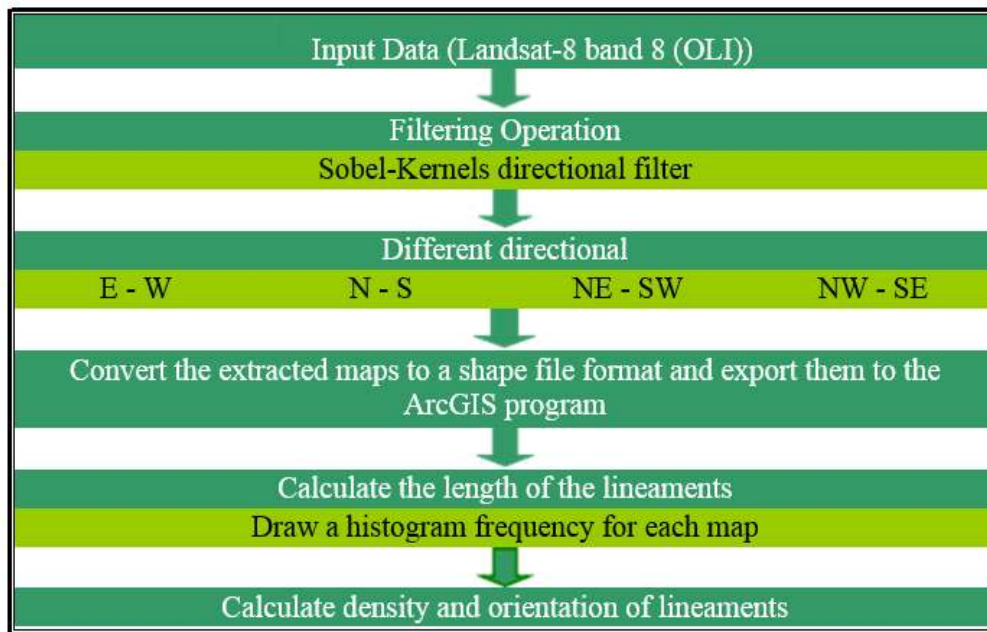 Input Data (Landsat-8 band 8 (OLI))
Filtering Operation
Sobel-Kernels directional filter
Different directional
E - W N - S NE - SW NW - SE
Convert the extracted maps to a shape file format and export them to the
ArcGIS program
Calculate the length of the lineaments
Draw a histogram frequency for each map
Calculate density and orientation of lineaments